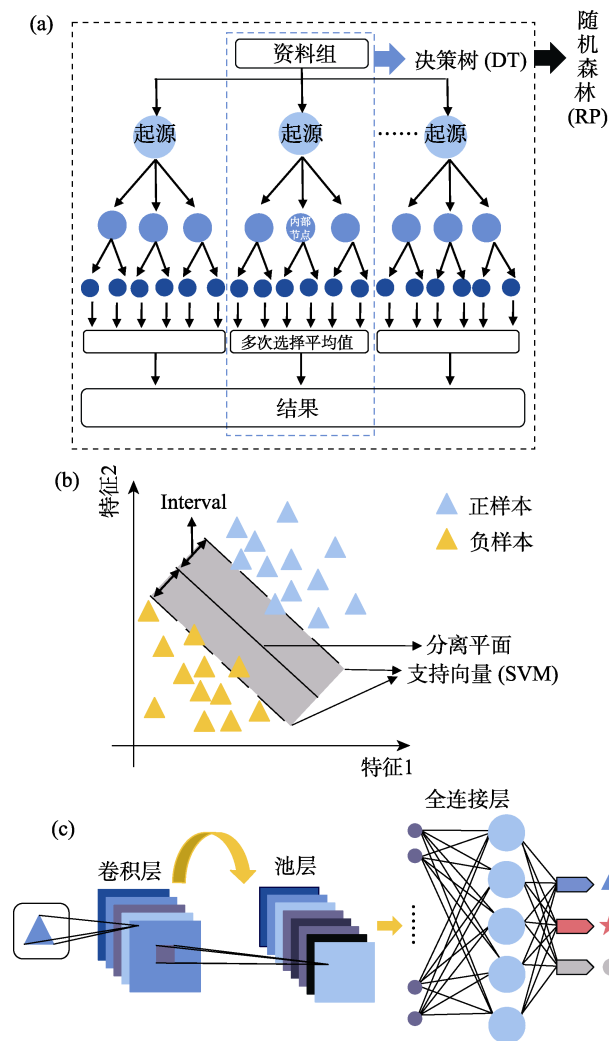 (a)
资料组
决策树 (DT)
随机森林 (RP)
起源
起源
······
起源
内部
节点
多次选择平均值
结果
(b)
特征2
Interval
正样本
负样本
分离平面
支持向量 (SVM)
特征1
(c)
全连接层
卷积层
池层